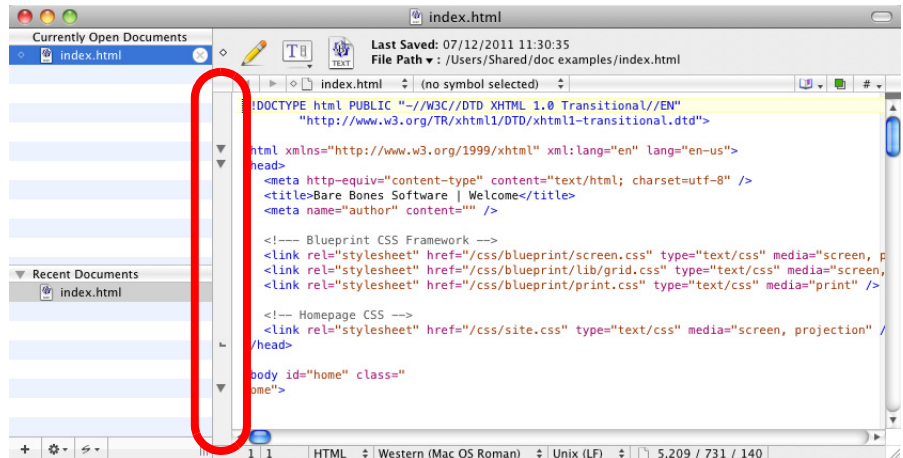 index.html
Currently Open Documents
index.html
Last Saved: 07/12/2011 11:30:35
File Path ▾ : /Users/Shared/doc examples/index.html
TEXT
index.html (no symbol selected) #
!DOCTYPE html PUBLIC "-//W3C//DTD XHTML 1.0 Transitional//EN"
"http://www.w3.org/TR/xhtml1/DTD/xhtml1-transitional.dtd">
html xmlns="http://www.w3.org/1999/xhtml" xml:lang="en" lang="en-us">
head>
<meta http-equiv="content-type" content="text/html; charset=utf-8" />
<title>Bare Bones Software | Welcome</title>
<meta name="author" content="" />
<!--- Blueprint CSS Framework -->
<link rel="stylesheet" href="/css/blueprint/screen.css" type="text/css" media="screen, p
<link rel="stylesheet" href="/css/blueprint/lib/grid.css" type="text/css" media="screen,
<link rel="stylesheet" href="/css/blueprint/print.css" type="text/css" media="print" />
<!-- Homepage CSS -->
<link rel="stylesheet" href="/css/site.css" type="text/css" media="screen, projection" /
/head>
body id="home" class="
ome">
Recent Documents
index.html
1 1 HTML Western (Mac OS Roman) Unix (LF) 5,209 / 731 / 140